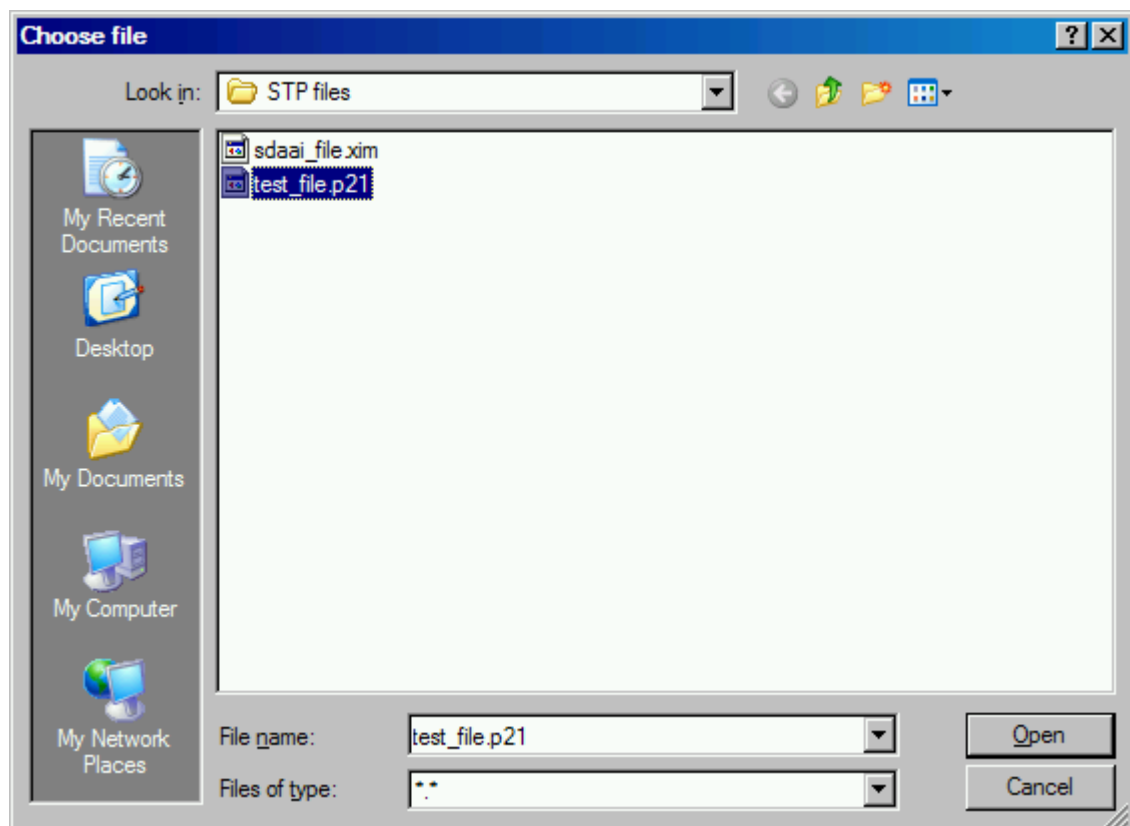 Choose file
Look in: STP files
sdaai_file.xim
test_file.p21
My Recent
Documents
Desktop
My Documents
My Computer
My Network
Places
File name: test_file.p21 Open
Files of type: *.* Cancel